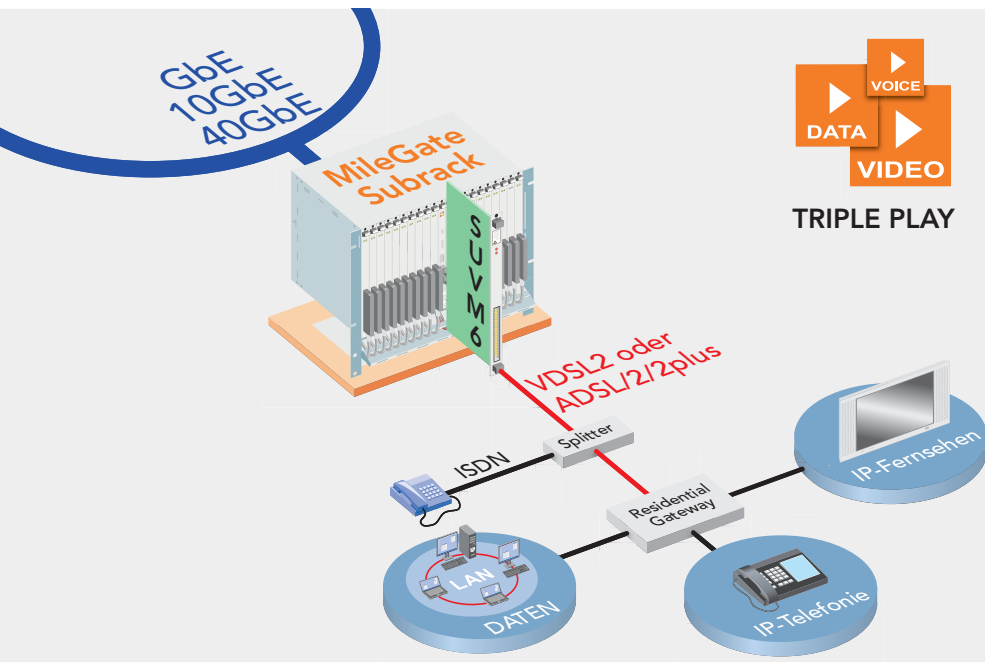 GbE
10GbE
40GbE
MileGate
Subrack
SUVM6
VOICE
DATA
VIDEO
TRIPLE PLAY
VDSL2 oder
ADSL/2/2plus
Splitter
ISDN
IP-Fernsehen
Residential
Gateway
LAN
DATEN
IP-Telefonie